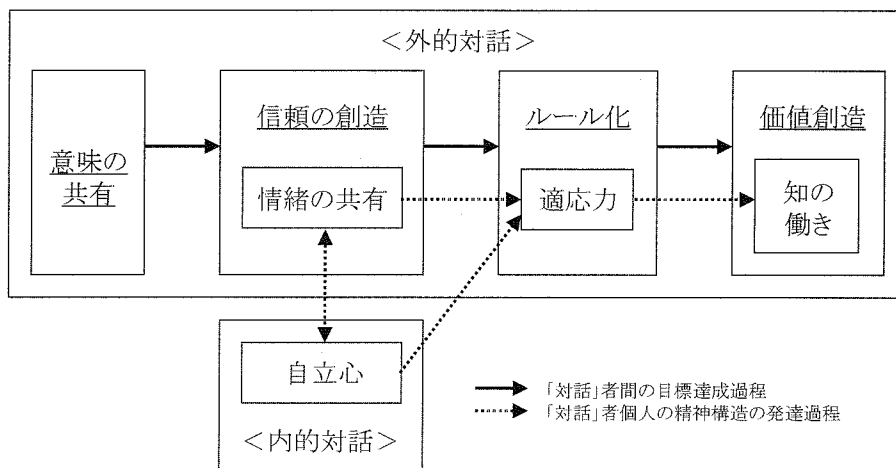 ＜外的対話＞
意味の
共有
信頼の創造
情緒の共有
ルール化
適応力
価値創造
知の
働き
自立心
＜内的対話＞
「対話」者間の目標達成過程
「対話」者個人の精神構造の発達過程